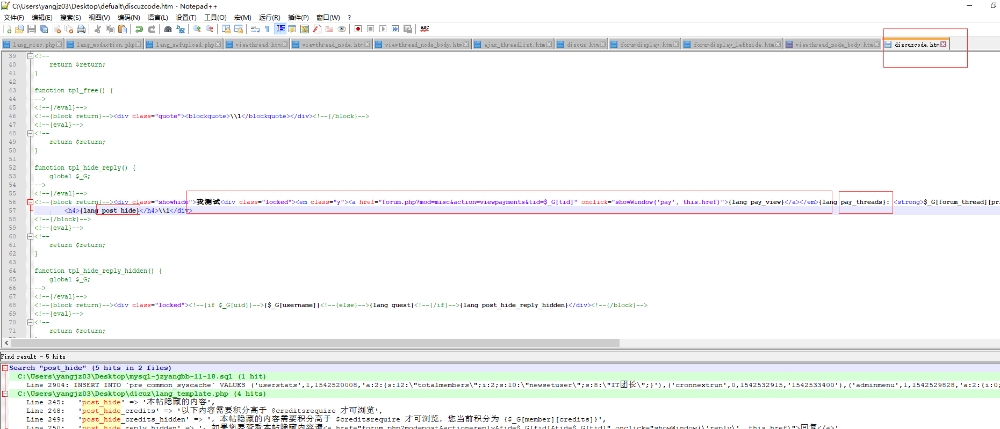 C:\Users\yangjz03\Desktop\defualt\discuzcode.htm - Notepad++
文件(F) 编辑(E) 搜索(S) 视图(V) 编码(N) 语言(L) 设置(T) 工具(O) 宏(M) 运行(R) 插件(P) 窗口(W) ?
ABC
lang_misc.php lang_modaction.php lang_swfupload.php viewthread.htm viewthread_node.htm viewthread_node_body.htm ajax_threadlist.htm discuz.htm forumdisplay.htm forumdisplay_leftside.htm viewthread_node_body.htm discuzcode.htm
39 <!--
40 return $return;
41 }
42
43 function tpl_free() {
44 -->
45 <!--{/eval}-->
46 <!--{block return}--><div class="quote"><blockquote>\\1</blockquote></div><!--{/block}-->
47 <!--{eval}-->
48 <!--
49 return $return;
50 }
51
52 function tpl_hide_reply() {
53 global $_G;
54 -->
55 <!--{/eval}-->
56 <!--{block return}--><div class="showhide">我测试<div class="locked"><em class="y"><a href="forum.php?mod=misc&action=viewpayments&tid=$_G[tid]" onclick="showWindow('pay', this.href)">{lang pay_view}</a></em>{lang pay_threads}: <strong>$_G[forum_thread][pri
57 <h4>{lang post_hide}</h4>\\1</div>
58 <!--{/block}-->
59 <!--{eval}-->
60 <!--
61 return $return;
62 }
63
64 function tpl_hide_reply_hidden() {
65 global $_G;
66 -->
67 <!--{/eval}-->
68 <!--{block return}--><div class="locked"><!--{if $_G[uid]}-->{$_G[username]}<!--{else}-->{lang guest}<!--{/if}-->{lang post_hide_reply_hidden}</div><!--{/block}-->
69 <!--{eval}-->
70 <!--
71 return $return;
Find result - 5 hits
Search "post_hide" (5 hits in 2 files)
C:\Users\yangjz03\Desktop\mysql-jzyangbb-11-18.sql (1 hit)
Line 2904: INSERT INTO `pre_common_syscache` VALUES ('userstats',1,1542520008,'a:2:{s:12:\"totalmembers\";i:2;s:10:\"newsetuser\";s:8:\"IT团长\";}'),('cronnextrun',0,1542532915,'1542533400'),('adminmenu',1,1542529828,'a:2:{i:0;
C:\Users\yangjz03\Desktop\dicuz\lang_template.php (4 hits)
Line 245: 'post_hide' => '本帖隐藏的内容',
Line 248: 'post_hide_credits' => '以下内容需要积分高于 $creditsrequire 才可浏览',
Line 249: 'post_hide_credits_hidden' => ', 本帖隐藏的内容需要积分高于 $creditsrequire 才可浏览，您当前积分为 {$_G[member][credits]}',
Line 250: 'post_hide_reply_hidden' => ', 如果您要查看本帖隐藏内容请<a href="forum.php?mod=post&action=reply&fid=$_G[fid]&tid=$_G[tid]" onclick="showWindow(\'reply\', this.href)">回复</a>'